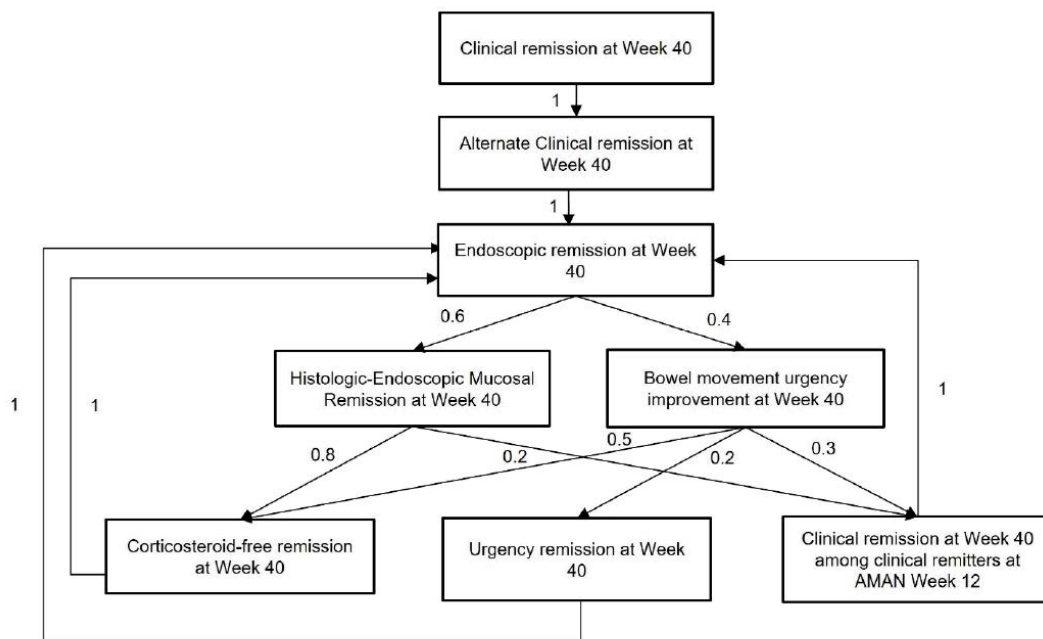 Clinical remission at Week 40
1
Alternate Clinical remission at
Week 40
1
Endoscopic remission at Week
40
0.6
0.4
Histologic-Endoscopic Mucosal
Remission at Week 40
Bowel movement urgency
improvement at Week 40
1
1
1
0.8
0.2
0.5
0.2
0.3
Corticosteroid-free remission
at Week 40
Urgency remission at Week
40
Clinical remission at Week 40
among clinical remitters at
AMAN Week 12